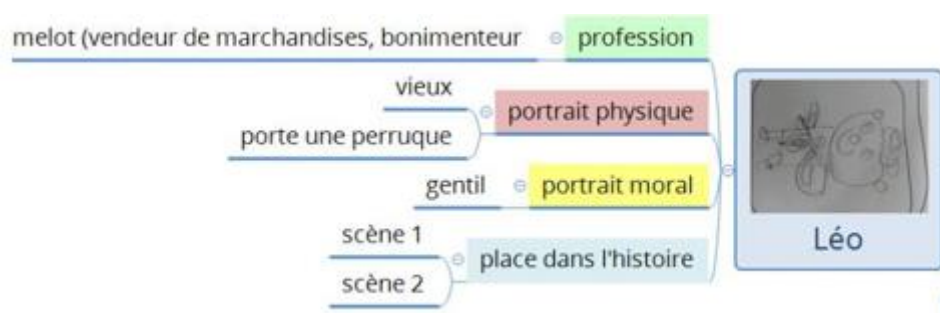 melot (vendeur de marchandises, bonimenteur
profession
vieux
portrait physique
porte une perruque
gentil
portrait moral
scène 1
place dans l'histoire
scène 2
Léo